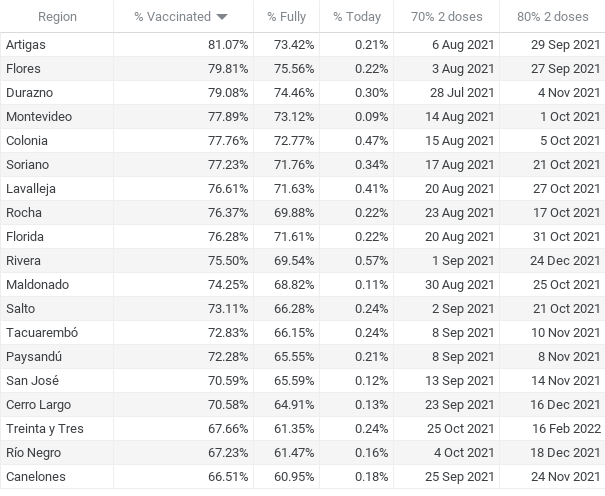 Region % Vaccinated % Fully % Today 70% 2 doses 80% 2 doses
Artigas 81.07% 73.42% 0.21% 6 Aug 2021 29 Sep 2021
Flores 79.81% 75.56% 0.22% 3 Aug 2021 27 Sep 2021
Durazno 79.08% 74.46% 0.30% 28 Jul 2021 4 Nov 2021
Montevideo 77.89% 73.12% 0.09% 14 Aug 2021 1 Oct 2021
Colonia 77.76% 72.77% 0.47% 15 Aug 2021 5 Oct 2021
Soriano 77.23% 71.76% 0.34% 17 Aug 2021 21 Oct 2021
Lavalleja 76.61% 71.63% 0.41% 20 Aug 2021 27 Oct 2021
Rocha 76.37% 69.88% 0.22% 23 Aug 2021 17 Oct 2021
Florida 76.28% 71.61% 0.22% 20 Aug 2021 31 Oct 2021
Rivera 75.50% 69.54% 0.57% 1 Sep 2021 24 Dec 2021
Maldonado 74.25% 68.82% 0.11% 30 Aug 2021 25 Oct 2021
Salto 73.11% 66.28% 0.24% 2 Sep 2021 21 Oct 2021
Tacuarembó 72.83% 66.15% 0.24% 8 Sep 2021 10 Nov 2021
Paysandú 72.28% 65.55% 0.21% 8 Sep 2021 8 Nov 2021
San José 70.59% 65.59% 0.12% 13 Sep 2021 14 Nov 2021
Cerro Largo 70.58% 64.91% 0.13% 23 Sep 2021 16 Dec 2021
Treinta y Tres 67.66% 61.35% 0.24% 25 Oct 2021 16 Feb 2022
Río Negro 67.23% 61.47% 0.16% 4 Oct 2021 18 Dec 2021
Canelones 66.51% 60.95% 0.18% 25 Sep 2021 24 Nov 2021